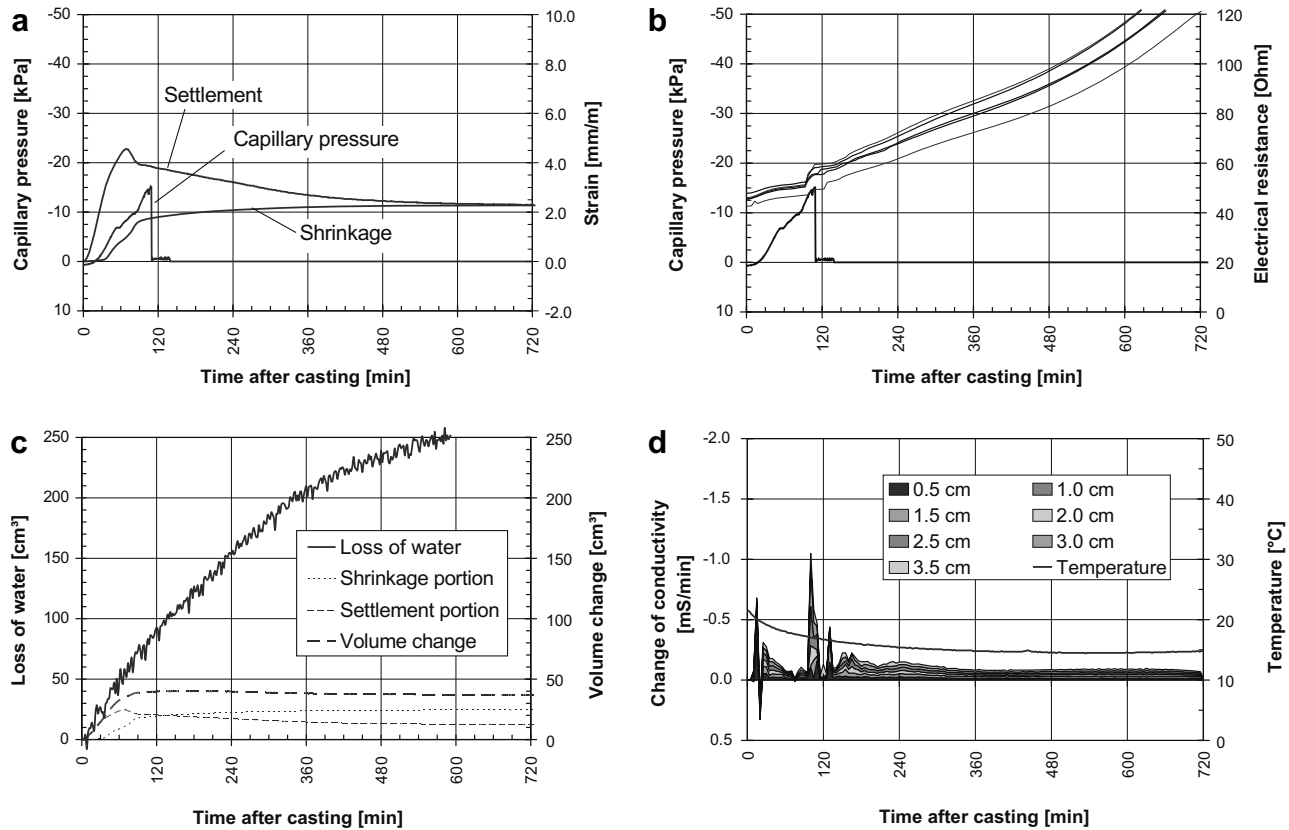 a
-50
-40
-30
-20
-10
0
10
Capillary pressure [kPa]
10.0
8.0
6.0
4.0
2.0
0.0
-2.0
Strain [mm/m]
Settlement
Capillary pressure
Shrinkage
0
120
240
360
480
600
720
Time after casting [min]
b
-50
-40
-30
-20
-10
0
10
Capillary pressure [kPa]
120
100
80
60
40
20
0
Electrical resistance [Ohm]
0
120
240
360
480
600
720
Time after casting [min]
c
250
200
150
100
50
0
Loss of water [cm³]
250
200
150
100
50
0
Volume change [cm³]
Loss of water
Shrinkage portion
Settlement portion
Volume change
0
120
240
360
480
600
720
Time after casting [min]
d
-2.0
-1.5
-1.0
-0.5
0.0
0.5
Change of conductivity
[mS/min]
50
40
30
20
10
0
Temperature [°C]
0.5 cm 1.0 cm
1.5 cm 2.0 cm
2.5 cm 3.0 cm
3.5 cm Temperature
0
120
240
360
480
600
720
Time after casting [min]